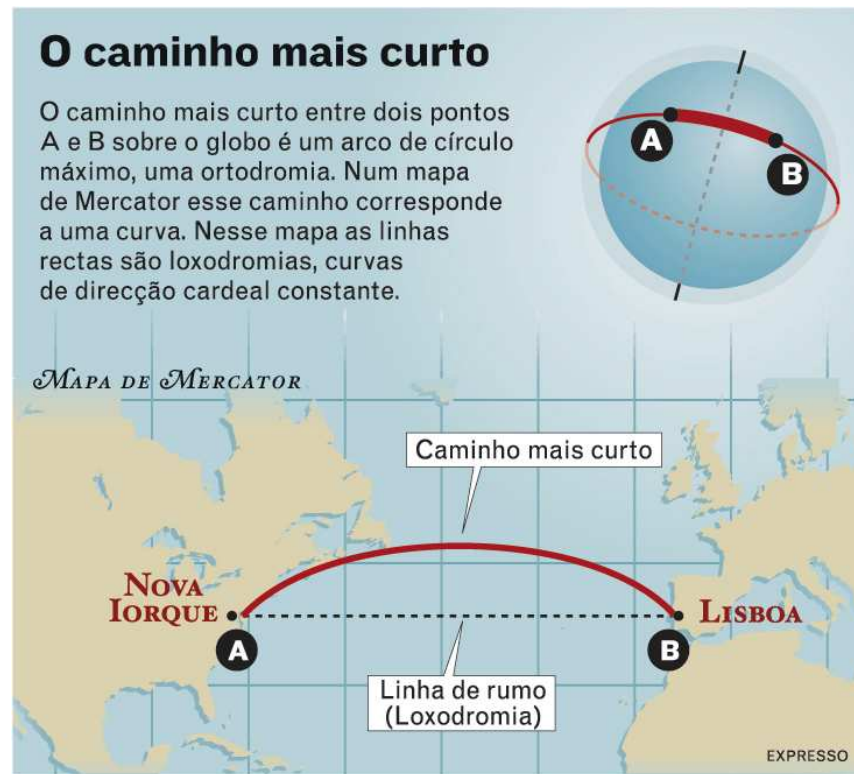 O caminho mais curto
O caminho mais curto entre dois pontos
A e B sobre o globo é um arco de círculo
máximo, uma ortodromia. Num mapa
de Mercator esse caminho corresponde
a uma curva. Nesse mapa as linhas
rectas são loxodromias, curvas
de direcção cardeal constante.
A
B
MAPA DE MERCATOR
Caminho mais curto
NOVA
IORQUE
LISBOA
A
B
Linha de rumo
(Loxodromia)
EXPRESSO